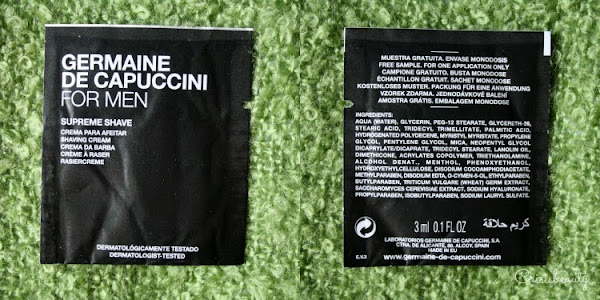 GERMAINE
DE CAPUCCINI
FOR MEN
SUPREME SHAVE
CREMA PARA AFEITAR
SHAVING CREAM
CREMA DA BARBA
CRÈME À RASER
RASIERCREME
DERMATOLÓGICAMENTE TESTADO
DERMATOLOGIST-TESTED
MUESTRA GRATUITA. ENVASE MONODOSIS
FREE SAMPLE. FOR ONE APPLICATION ONLY
CAMPIONE GRATUITO. BUSTA MONODOSE
ÉCHANTILLON GRATUIT. SACHET MONODOSE
KOSTENLOSES MUSTER. PACKUNG FÜR EINE ANWENDUNG
VZOREK ZDARMA. JEDNODÁVKOVÉ BALENÍ
AMOSTRA GRÁTIS. EMBALAGEM MONODOSE
INGREDIENTS:
AQUA (WATER), GLYCERIN, PEG-12 STEARATE, GLYCERETH-26,
STEARIC ACID, TRIDECYL TRIMELLITATE, PALMITIC ACID,
HYDROGENATED POLYDECENE, MYRISTYL MYRISTATE, PROPYLENE
GLYCOL, PENTYLENE GLYCOL, MICA, NEOPENTYL GLYCOL
DICAPRYLATE/DICAPRATE, TRIDECYL STEARATE, LAMOLIN OIL,
DIMETHICONE, ACRYLATES COPOLYMER, TRIETHANOLAMINE,
ALCOHOL DENAT., MENTHOL, PHENOXYETHANOL,
HYDROXYETHYLCELLULOSE, DISODIUM COCOAMPHODIACETATE,
METHYLPARABEN, DISODIUM EDTA, O-CYMEN-5-OL, ETHYLPARABEN,
BUTYLPARABEN, TRITICUM VULGARE (WHEAT) GERM EXTRACT,
SACCHAROMYCES CEREVISIAE EXTRACT, SODIUM HYALURONATE,
PROPYLPARABEN, ISOBUTYLPARABEN, SODIUM LAURYL SULFATE.
3 ml 0.1 FL OZ كريم حلاقة
LABORATORIOS GERMAINE DE CAPUCCINI, S.A.
CTRA. DE ALICANTE, 88, ALCOY, SPAIN
MADE IN EU
E.V.3 www.germaine-de-capuccini.com